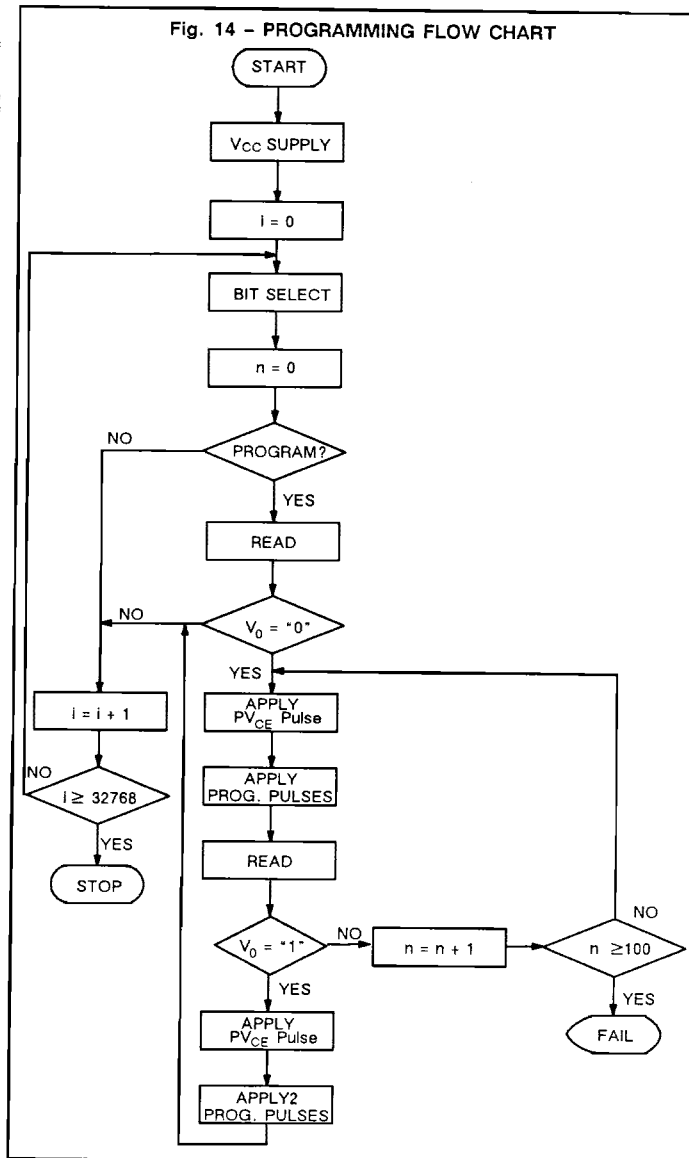 Fig. 14 – PROGRAMMING FLOW CHART
START
VCC SUPPLY
i = 0
BIT SELECT
n = 0
NO
PROGRAM?
YES
READ
NO
V0 = "0"
YES
APPLY
PVCE Pulse
i = i + 1
APPLY
PROG. PULSES
NO
i ≥ 32768
YES
STOP
READ
V0 = "1"
NO
n = n + 1
NO
n ≥100
YES
FAIL
YES
APPLY
PVCE Pulse
APPLY2
PROG. PULSES